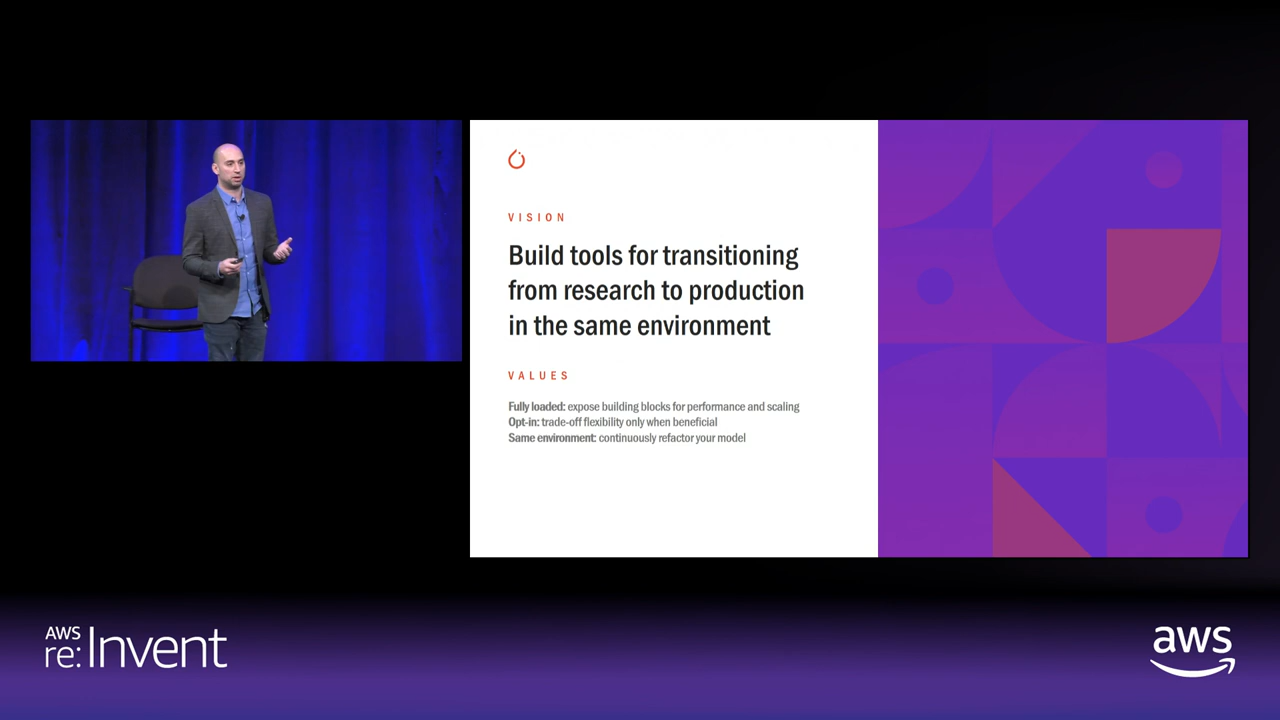 VISION
Build tools for transitioning
from research to production
in the same environment
VALUES
Fully loaded: expose building blocks for performance and scaling
Opt-in: trade-off flexibility only when beneficial
Same environment: continuously refactor your model
AWS
re:Invent
aws